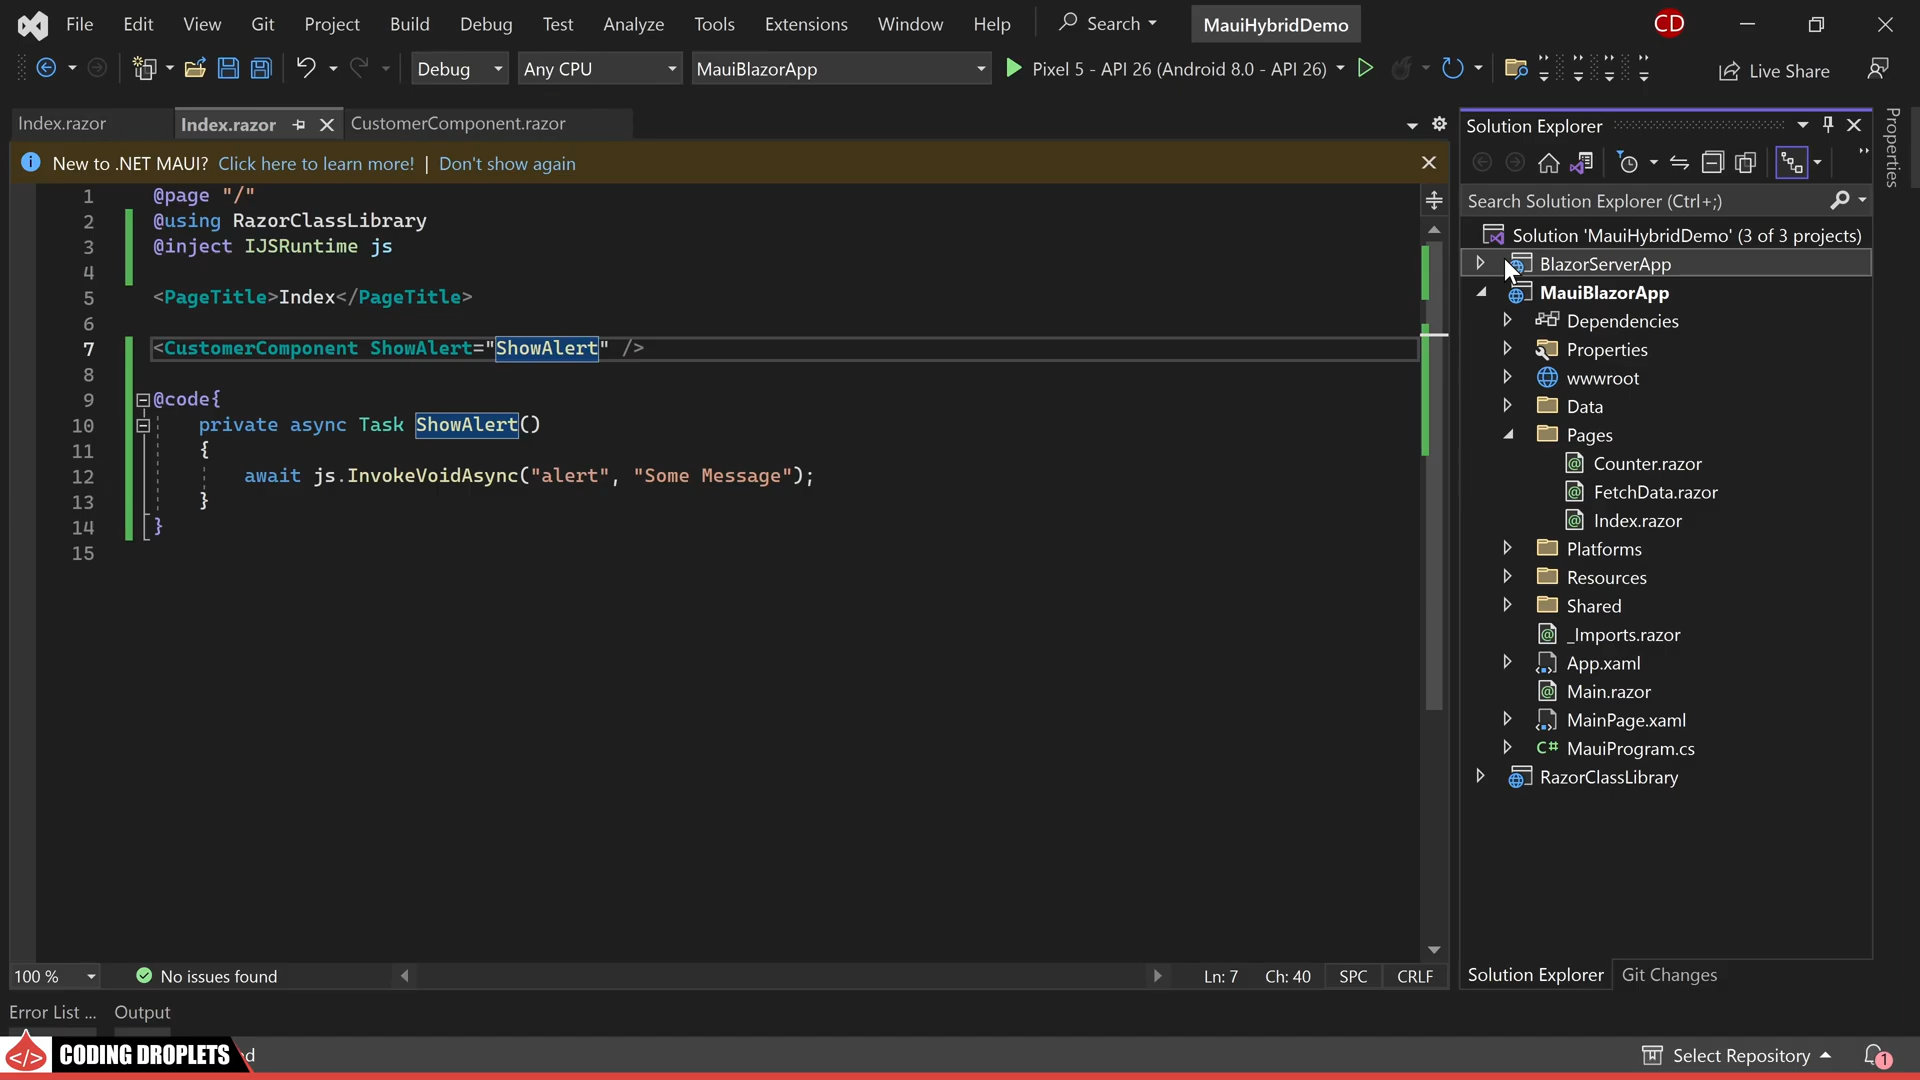 File Edit View Git Project Build Debug Test Analyze Tools Extensions Window Help Search MauiHybridDemo CD
Debug Any CPU MauiBlazorApp Pixel 5 - API 26 (Android 8.0 - API 26) Live Share
Index.razor Index.razor CustomerComponent.razor
New to .NET MAUI? Click here to learn more! | Don't show again
1 @page "/"
2 @using RazorClassLibrary
3 @inject IJSRuntime js
4
5 <PageTitle>Index</PageTitle>
6
7 <CustomerComponent ShowAlert="ShowAlert" />
8
9 @code{
10 private async Task ShowAlert()
11 {
12 await js.InvokeVoidAsync("alert", "Some Message");
13 }
14 }
15
100 % No issues found Ln: 7 Ch: 40 SPC CRLF
Solution Explorer
Search Solution Explorer (Ctrl+;)
Solution 'MauiHybridDemo' (3 of 3 projects)
BlazorServerApp
MauiBlazorApp
Dependencies
Properties
wwwroot
Data
Pages
Counter.razor
FetchData.razor
Index.razor
Platforms
Resources
Shared
_Imports.razor
App.xaml
Main.razor
MainPage.xaml
C# MauiProgram.cs
RazorClassLibrary
Solution Explorer Git Changes
Properties
Error List ... Output
</> CODING DROPLETS
Select Repository 1